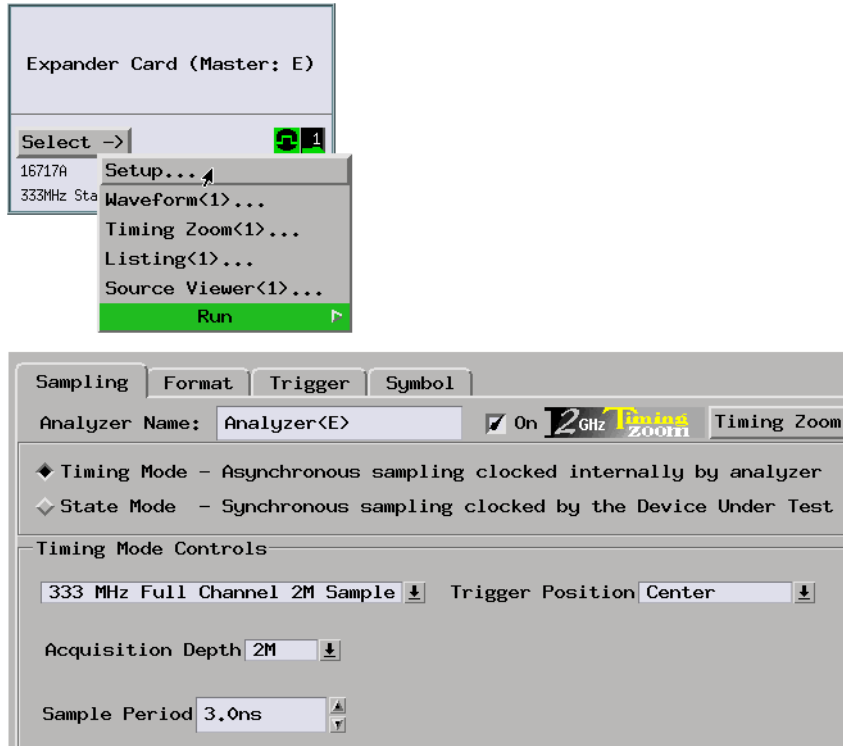 Expander Card (Master: E)
Select ->
1
16717A
333MHz Sta
Setup...
Waveform<1>...
Timing Zoom<1>...
Listing<1>...
Source Viewer<1>...
Run
Sampling Format Trigger Symbol
Analyzer Name: Analyzer<E> On 2GHz Timing zoom Timing Zoom
Timing Mode - Asynchronous sampling clocked internally by analyzer
State Mode - Synchronous sampling clocked by the Device Under Test
Timing Mode Controls
333 MHz Full Channel 2M Sample Trigger Position Center
Acquisition Depth 2M
Sample Period 3.0ns